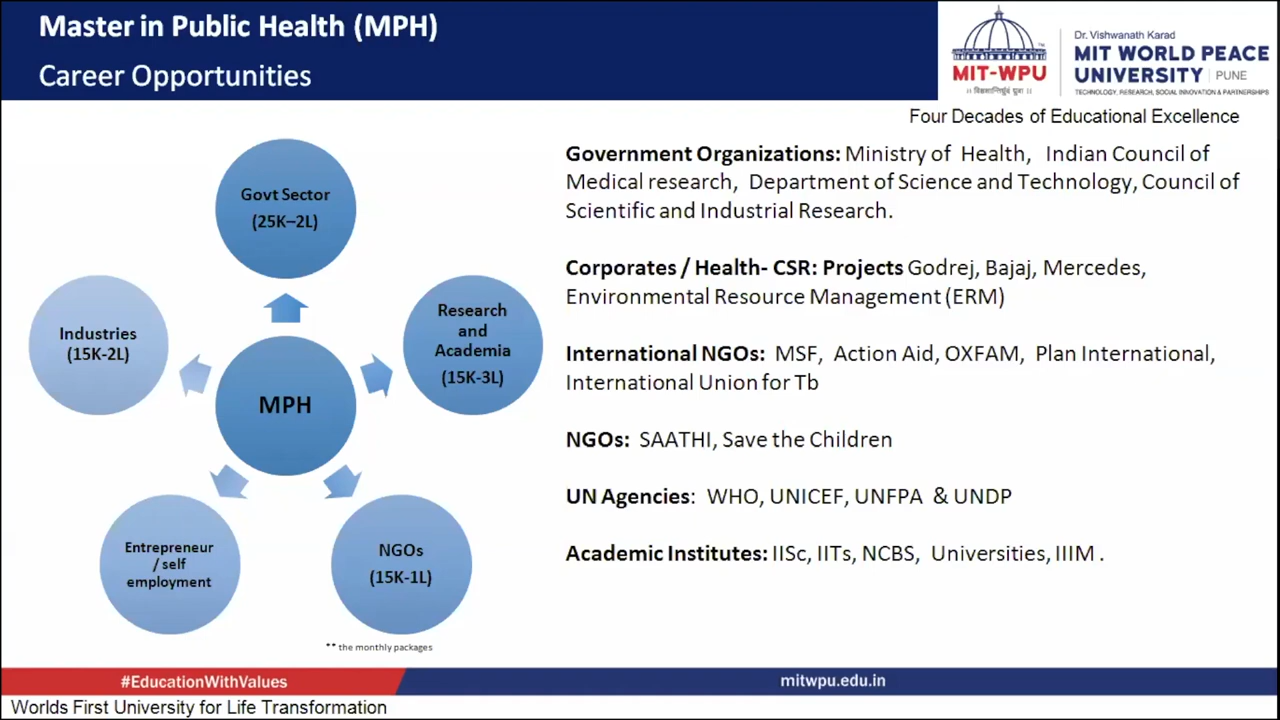 Master in Public Health (MPH)
Career Opportunities
MIT-WPU
TM
॥ विश्वशान्तिर्ध्रुवं ध्रुवा ॥
Dr. Vishwanath Karad
MIT WORLD PEACE
UNIVERSITY | PUNE
TECHNOLOGY, RESEARCH, SOCIAL INNOVATION & PARTNERSHIPS
Four Decades of Educational Excellence
Govt Sector
(25K–2L)
Industries
(15K-2L)
Research
and
Academia
(15K-3L)
MPH
Entrepreneur
/ self
employment
NGOs
(15K-1L)
** the monthly packages
Government Organizations: Ministry of Health, Indian Council of
Medical research, Department of Science and Technology, Council of
Scientific and Industrial Research.
Corporates / Health- CSR: Projects Godrej, Bajaj, Mercedes,
Environmental Resource Management (ERM)
International NGOs: MSF, Action Aid, OXFAM, Plan International,
International Union for Tb
NGOs: SAATHI, Save the Children
UN Agencies: WHO, UNICEF, UNFPA & UNDP
Academic Institutes: IISc, IITs, NCBS, Universities, IIIM .
#EducationWithValues
mitwpu.edu.in
Worlds First University for Life Transformation